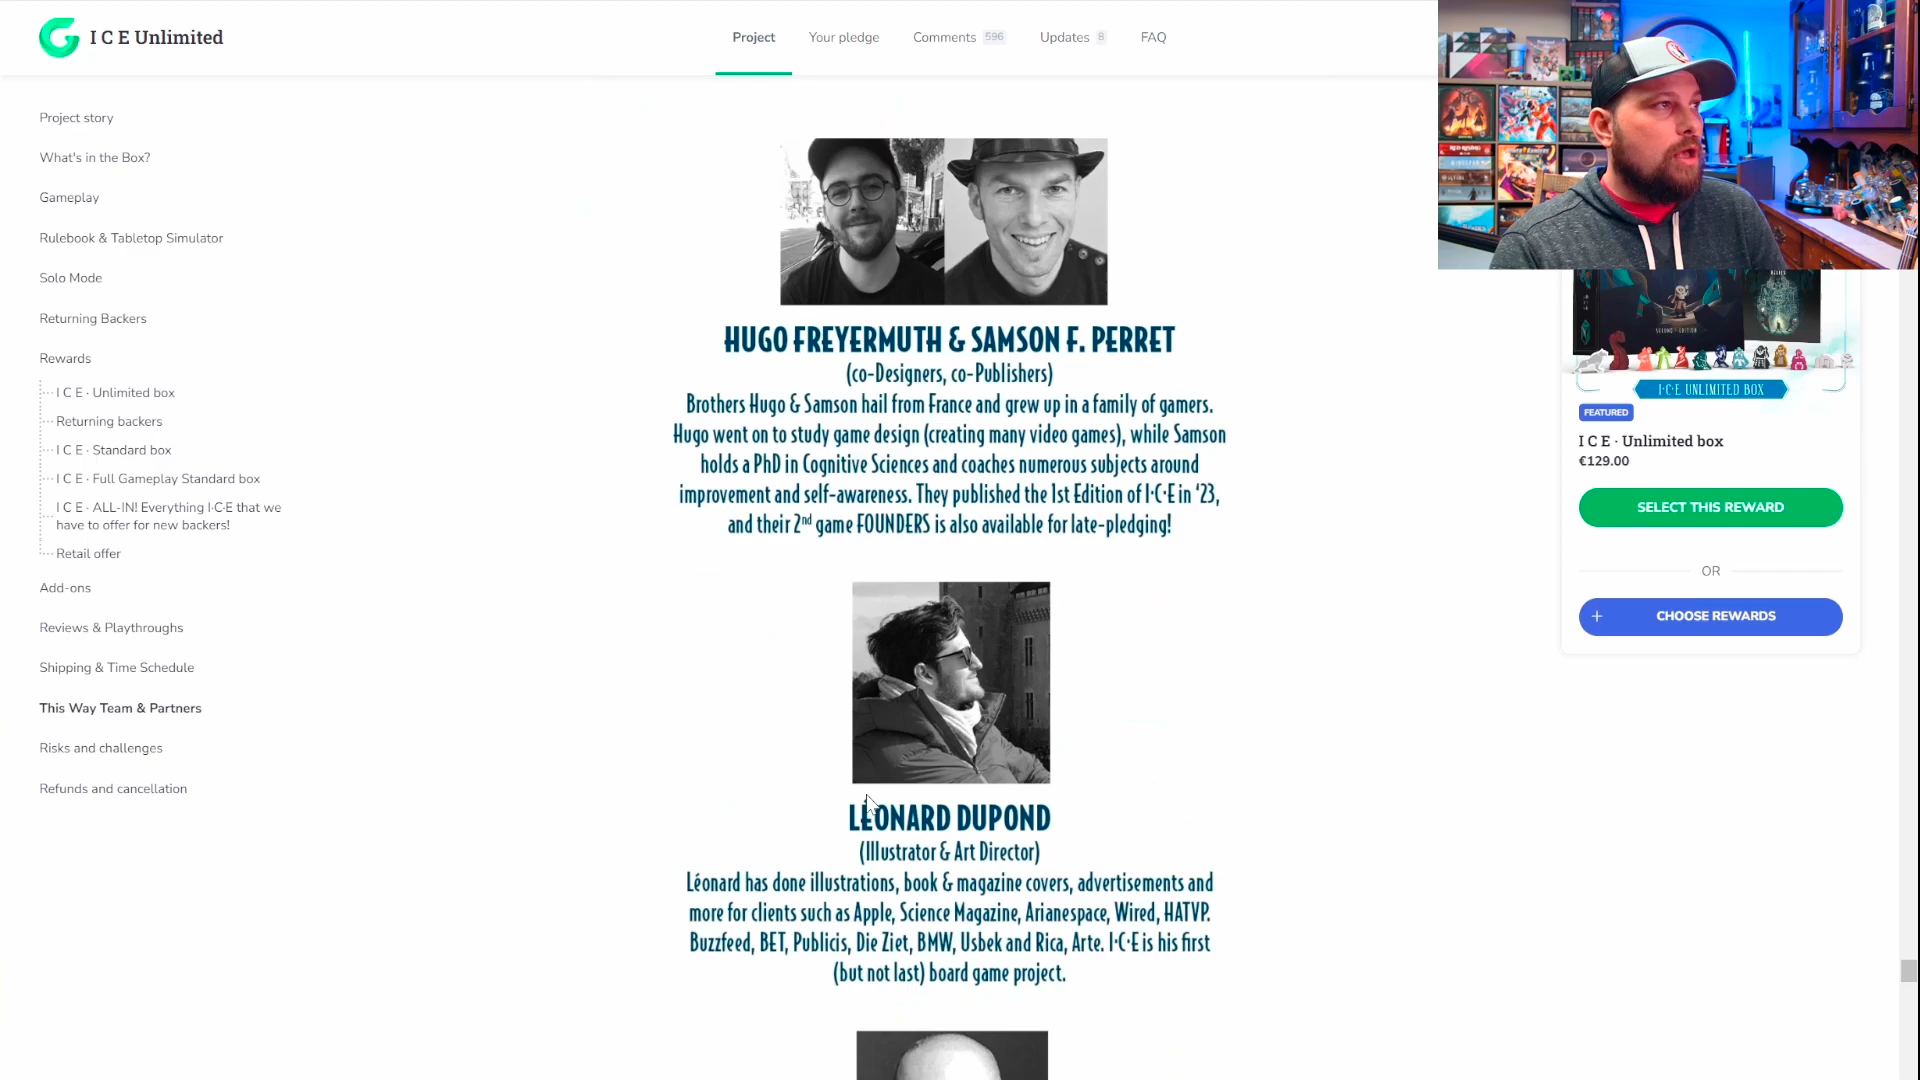 I C E Unlimited
Project
Your pledge
Comments 596
Updates 8
FAQ
Project story
What's in the Box?
Gameplay
Rulebook & Tabletop Simulator
Solo Mode
Returning Backers
Rewards
I C E · Unlimited box
Returning backers
I C E · Standard box
I C E · Full Gameplay Standard box
I C E · ALL-IN! Everything I·C·E that we
have to offer for new backers!
Retail offer
Add-ons
Reviews & Playthroughs
Shipping & Time Schedule
This Way Team & Partners
Risks and challenges
Refunds and cancellation
HUGO FREYERMUTH & SAMSON F. PERRET
(co-Designers, co-Publishers)
Brothers Hugo & Samson hail from France and grew up in a family of gamers.
Hugo went on to study game design (creating many video games), while Samson
holds a PhD in Cognitive Sciences and coaches numerous subjects around
improvement and self-awareness. They published the 1st Edition of I·C·E in '23,
and their 2nd game FOUNDERS is also available for late-pledging!
LÉONARD DUPOND
(Illustrator & Art Director)
Léonard has done illustrations, book & magazine covers, advertisements and
more for clients such as Apple, Science Magazine, Arianespace, Wired, HATVP.
Buzzfeed, BET, Publicis, Die Ziet, BMW, Usbek and Rica, Arte. I·C·E is his first
(but not last) board game project.
SECOND · EDITION
I·C·E UNLIMITED BOX
FEATURED
I C E · Unlimited box
€129.00
SELECT THIS REWARD
OR
+ CHOOSE REWARDS